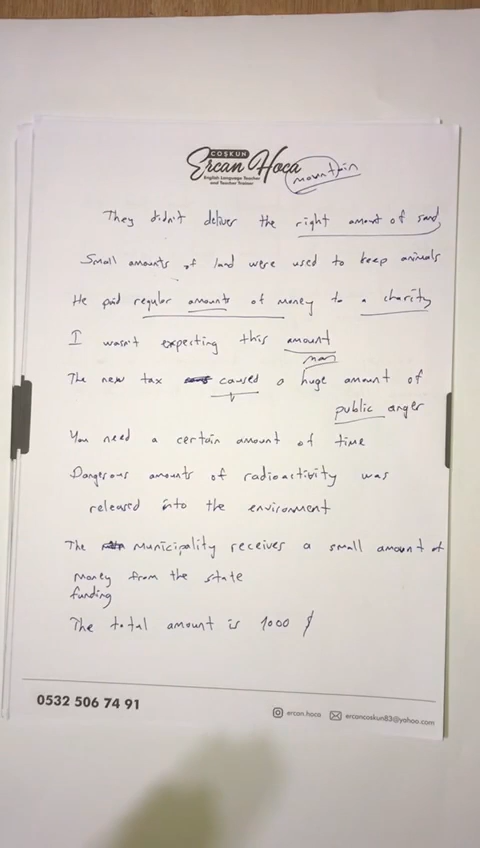 COŞKUN
Ercan Hoca
English Language Teacher
and Teacher Trainer
mountain
They didn't deliver the right amount of sand
Small amounts of land were used to keep animals
He paid regular amounts of money to a charity
I wasn't expecting this amount
The new tax caused a huge amount of
public anger
You need a certain amount of time
Dangerous amounts of radioactivity was
released into the enviroment
The municipality receives a small amount of
money from the state
funding
The total amount is 1000 $
0532 506 74 91
ercan.hoca ercancoskun83@yahoo.com